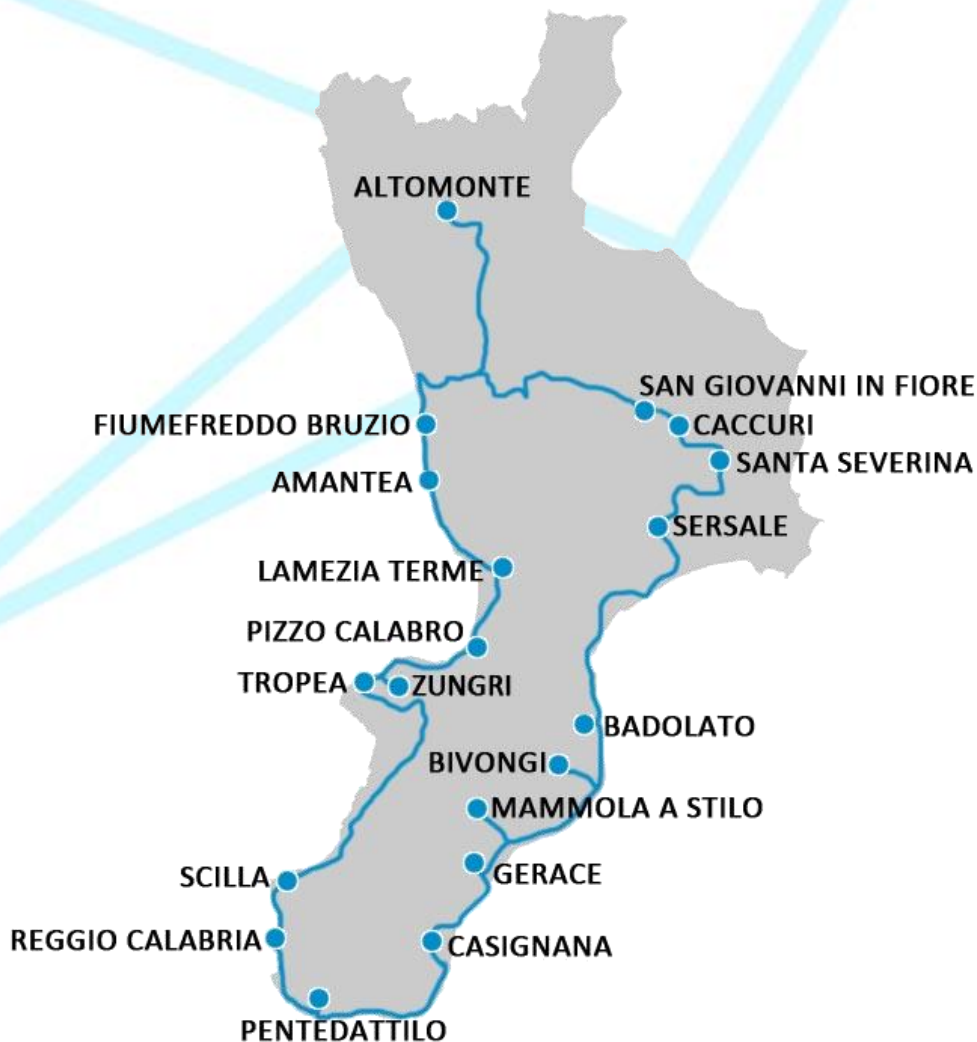 ALTOMONTE
SAN GIOVANNI IN FIORE
FIUMEFREDDO BRUZIO
CACCURI
SANTA SEVERINA
AMANTEA
SERSALE
LAMEZIA TERME
PIZZO CALABRO
TROPEA
ZUNGRI
BADOLATO
BIVONGI
MAMMOLA A STILO
GERACE
SCILLA
REGGIO CALABRIA
CASIGNANA
PENTEDATTILO